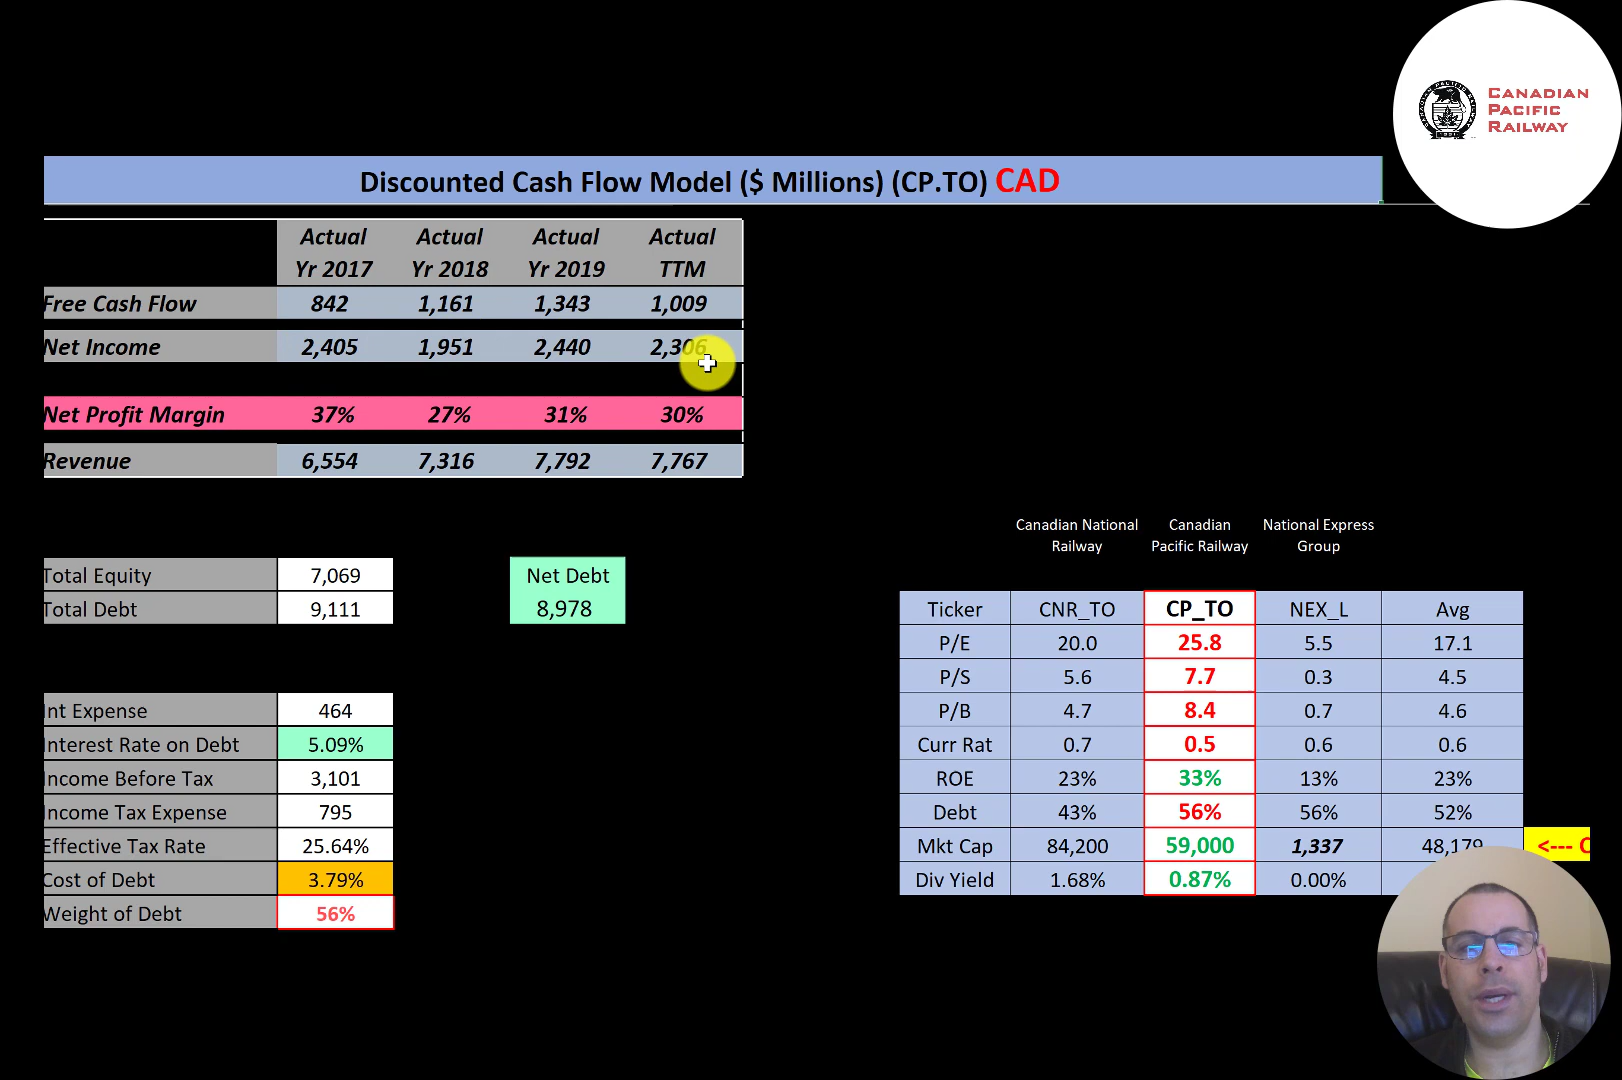 CANADIAN
PACIFIC
RAILWAY
Discounted Cash Flow Model ($ Millions) (CP.TO) CAD
Actual Actual Actual Actual
Yr 2017 Yr 2018 Yr 2019 TTM
Free Cash Flow 842 1,161 1,343 1,009
Net Income 2,405 1,951 2,440 2,306
Net Profit Margin 37% 27% 31% 30%
Revenue 6,554 7,316 7,792 7,767
Total Equity 7,069
Total Debt 9,111
Net Debt
8,978
Int Expense 464
Interest Rate on Debt 5.09%
Income Before Tax 3,101
Income Tax Expense 795
Effective Tax Rate 25.64%
Cost of Debt 3.79%
Weight of Debt 56%
Canadian National Canadian National Express
Railway Pacific Railway Group
Ticker CNR_TO CP_TO NEX_L Avg
P/E 20.0 25.8 5.5 17.1
P/S 5.6 7.7 0.3 4.5
P/B 4.7 8.4 0.7 4.6
Curr Rat 0.7 0.5 0.6 0.6
ROE 23% 33% 13% 23%
Debt 43% 56% 56% 52%
Mkt Cap 84,200 59,000 1,337 48,179 <---
Div Yield 1.68% 0.87% 0.00%